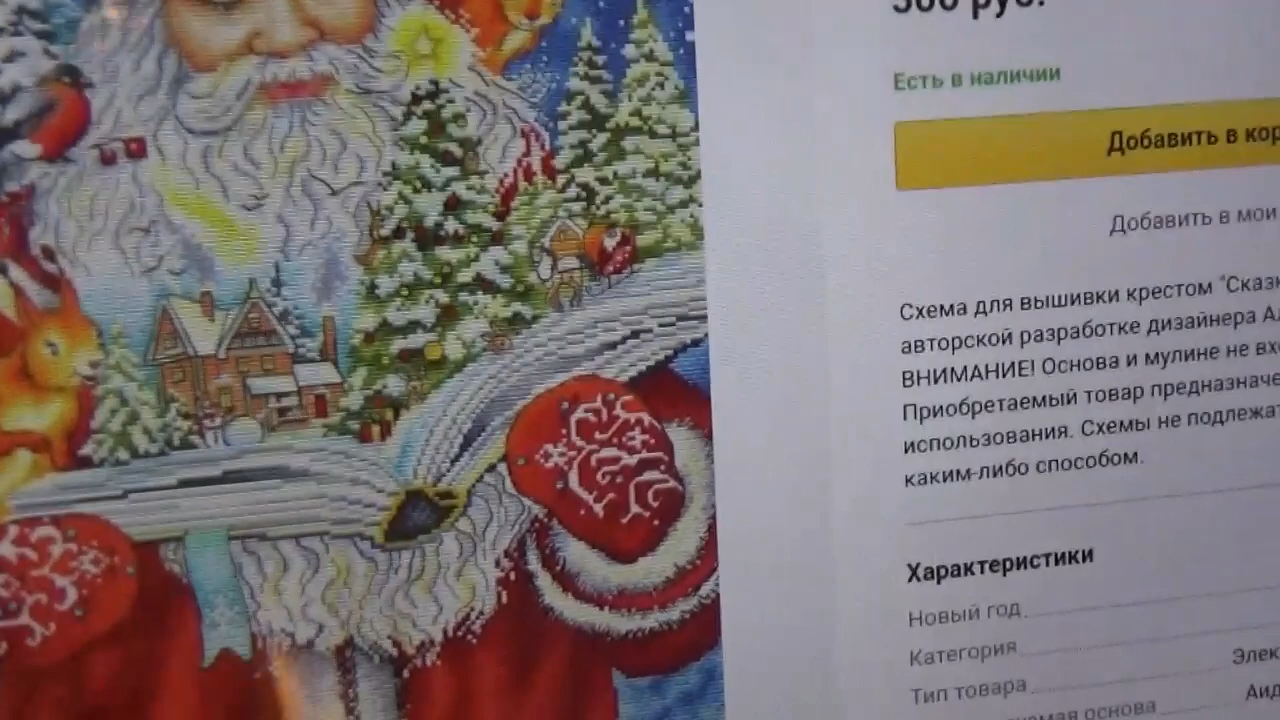 руб.
Есть в наличии
Добавить в кор
Добавить в мои
Схема для вышивки крестом "Сказ
авторской разработке дизайнера Ал
ВНИМАНИЕ! Основа и мулине не вх
Приобретаемый товар предназначе
использования. Схемы не подлежат
каким-либо способом.
Характеристики
Новый год
Категория
Тип товара
Элек
основа
Аид